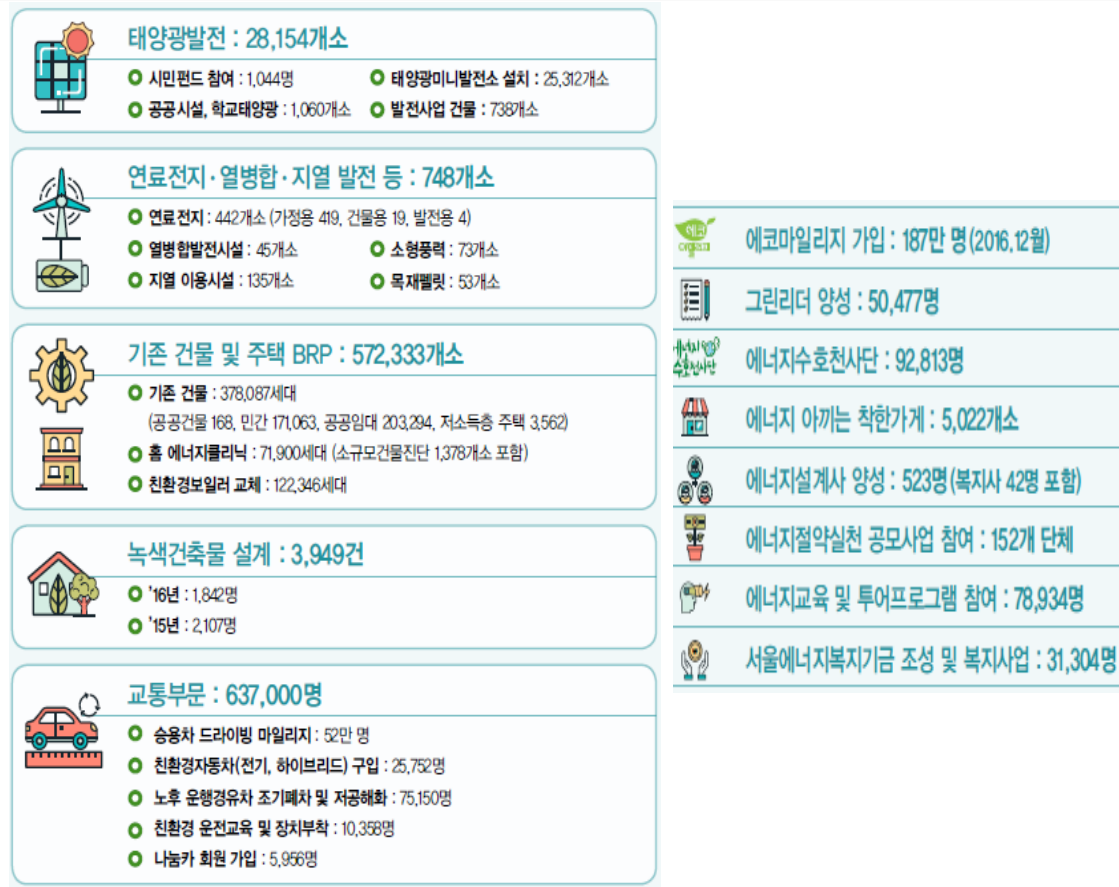 태양광발전 : 28,154개소
시민펀드 참여 : 1,044명
태양광미니발전소 설치 : 25,312개소
공공시설, 학교태양광 : 1,060개소
발전사업 건물 : 738개소
연료전지·열병합·지열 발전 등 : 748개소
연료전지 : 442개소 (가정용 419, 건물용 19, 발전용 4)
열병합발전시설 : 45개소
소형풍력 : 73개소
지열 이용시설 : 135개소
목재펠릿 : 53개소
기존 건물 및 주택 BRP : 572,333개소
기존 건물 : 378,087세대
(공공건물 168, 민간 171,063, 공공임대 203,294, 저소득층 주택 3,562)
홈 에너지클리닉 : 71,900세대 (소규모건물진단 1,378개소 포함)
친환경보일러 교체 : 122,346세대
녹색건축물 설계 : 3,949건
'16년 : 1,842명
'15년 : 2,107명
교통부문 : 637,000명
승용차 드라이빙 마일리지 : 52만 명
친환경자동차(전기, 하이브리드) 구입 : 25,752명
노후 운행경유차 조기폐차 및 저공해화 : 75,150명
친환경 운전교육 및 장치부착 : 10,358명
나눔카 회원 가입 : 5,956명
에코
에코마일리지 가입 : 187만 명(2016.12월)
그린리더 양성 : 50,477명
에너지
수호천사단
에너지수호천사단 : 92,813명
에너지 아끼는 착한가게 : 5,022개소
에너지설계사 양성 : 523명(복지사 42명 포함)
에너지절약실천 공모사업 참여 : 152개 단체
에너지교육 및 투어프로그램 참여 : 78,934명
서울에너지복지기금 조성 및 복지사업 : 31,304명